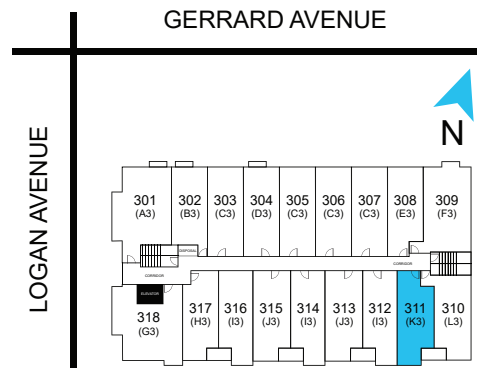 GERRARD AVENUE
LOGAN AVENUE
N
301 302 303 304 305 306 307 308 309
(A3) (B3) (C3) (D3) (C3) (C3) (C3) (E3) (F3)
DISPOSAL
CORRIDOR
CORRIDOR
ELEVATOR
318 317 316 315 314 313 312 311 310
(G3) (H3) (I3) (J3) (I3) (J3) (I3) (K3) (L3)